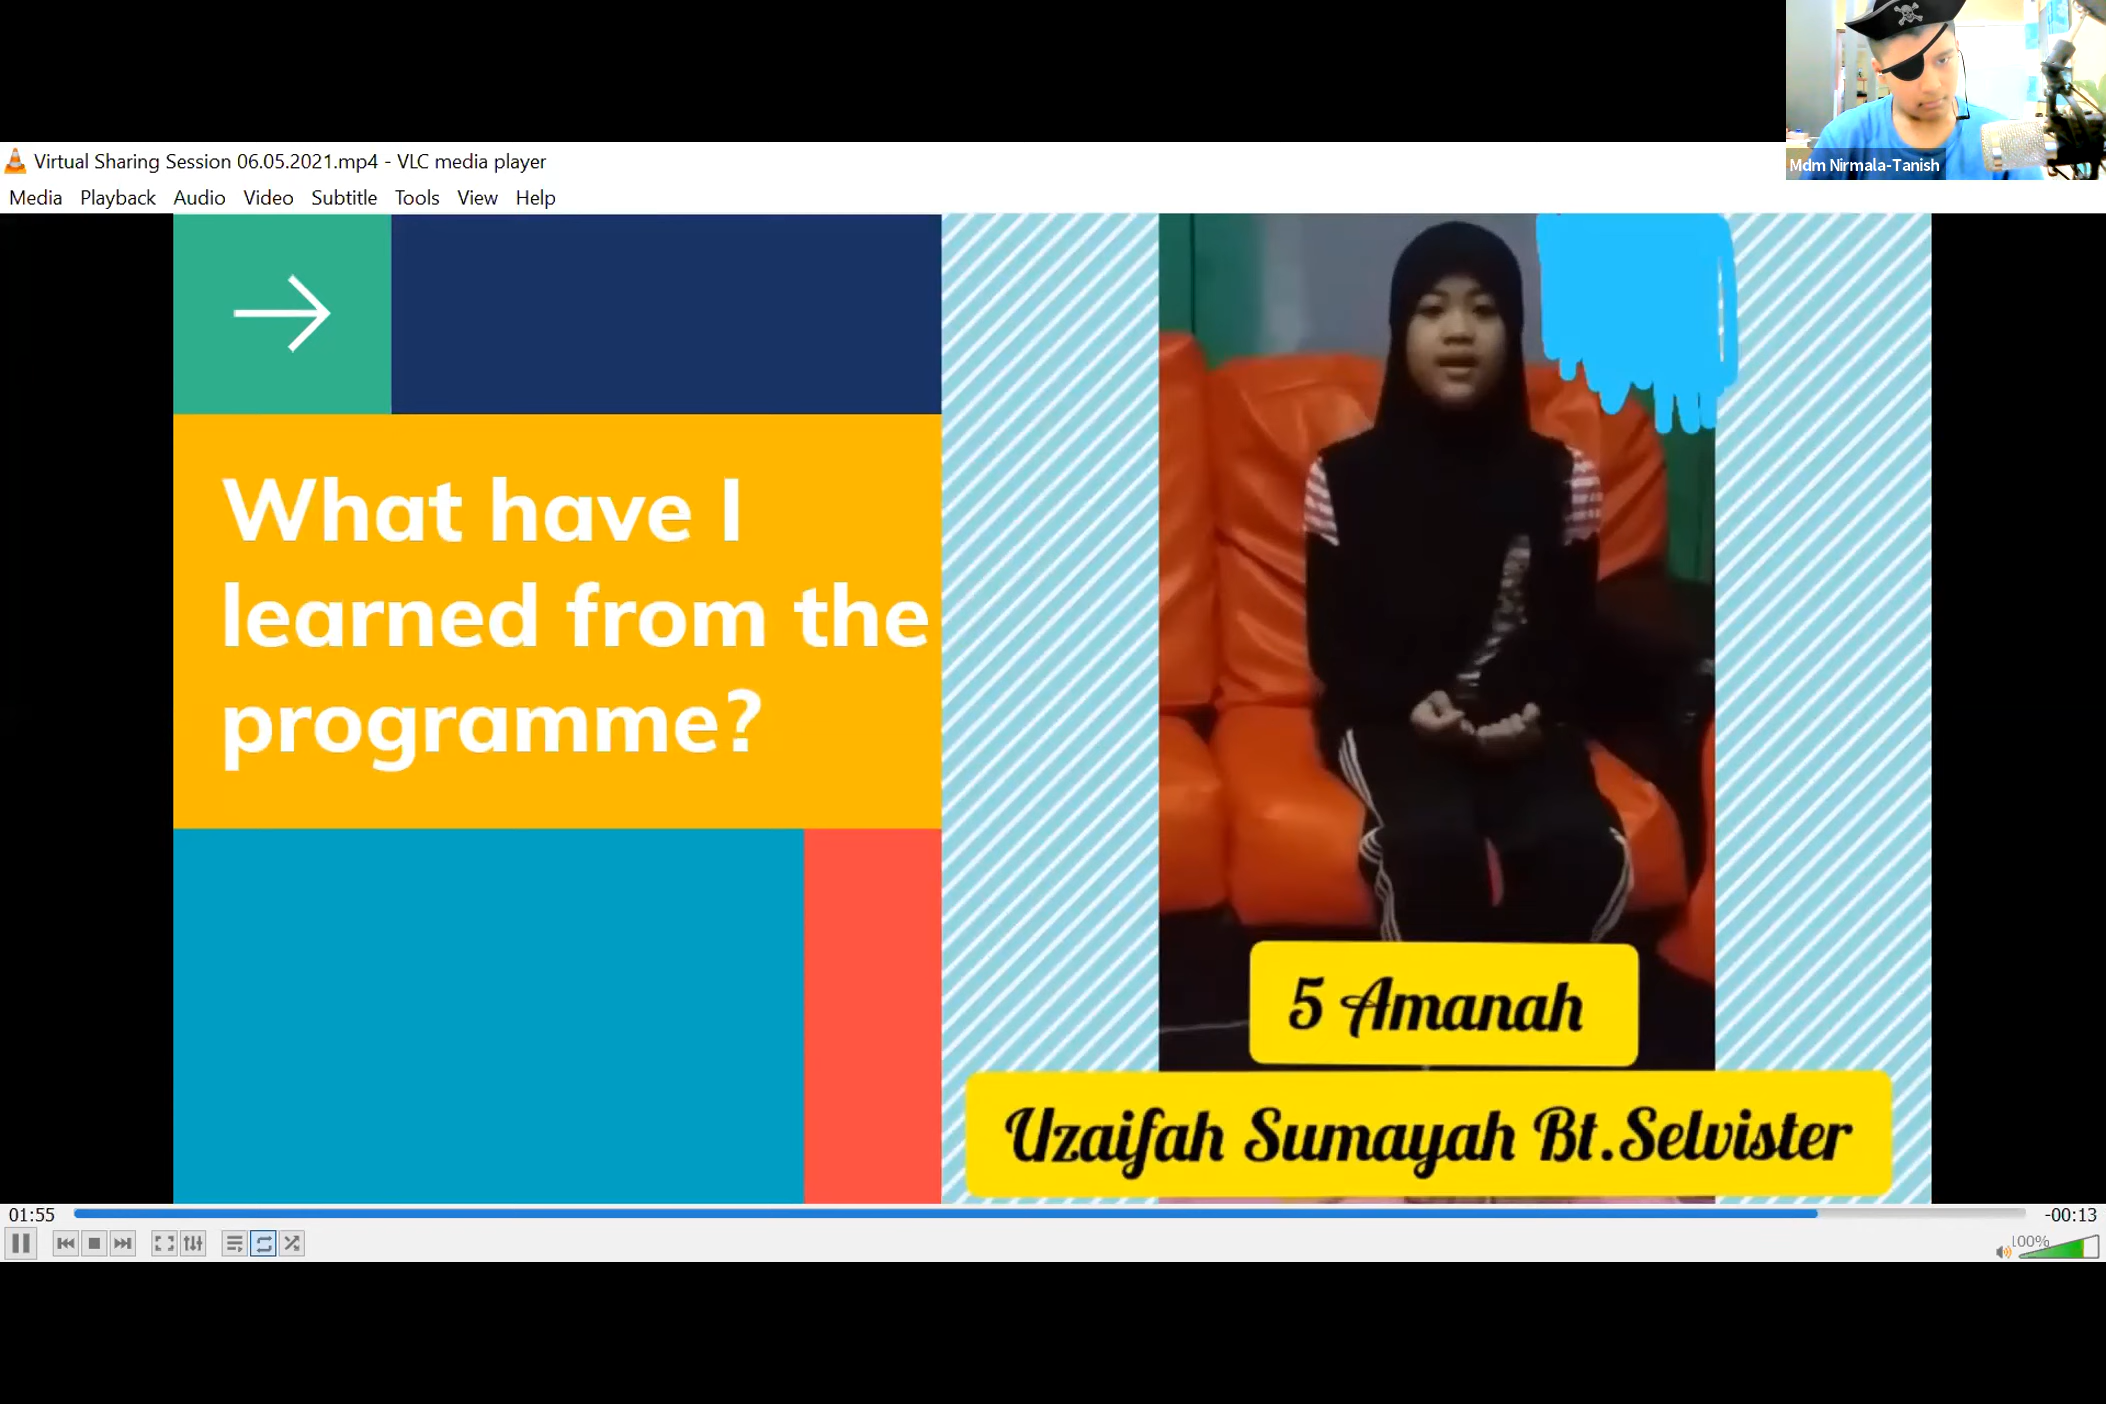 Mdm Nirmala-Tanish
Virtual Sharing Session 06.05.2021.mp4 - VLC media player
Media Playback Audio Video Subtitle Tools View Help
What have I
learned from the
programme?
5 Amanah
Uzaifah Sumayah Bt.Selvister
01:55
-00:13
100%